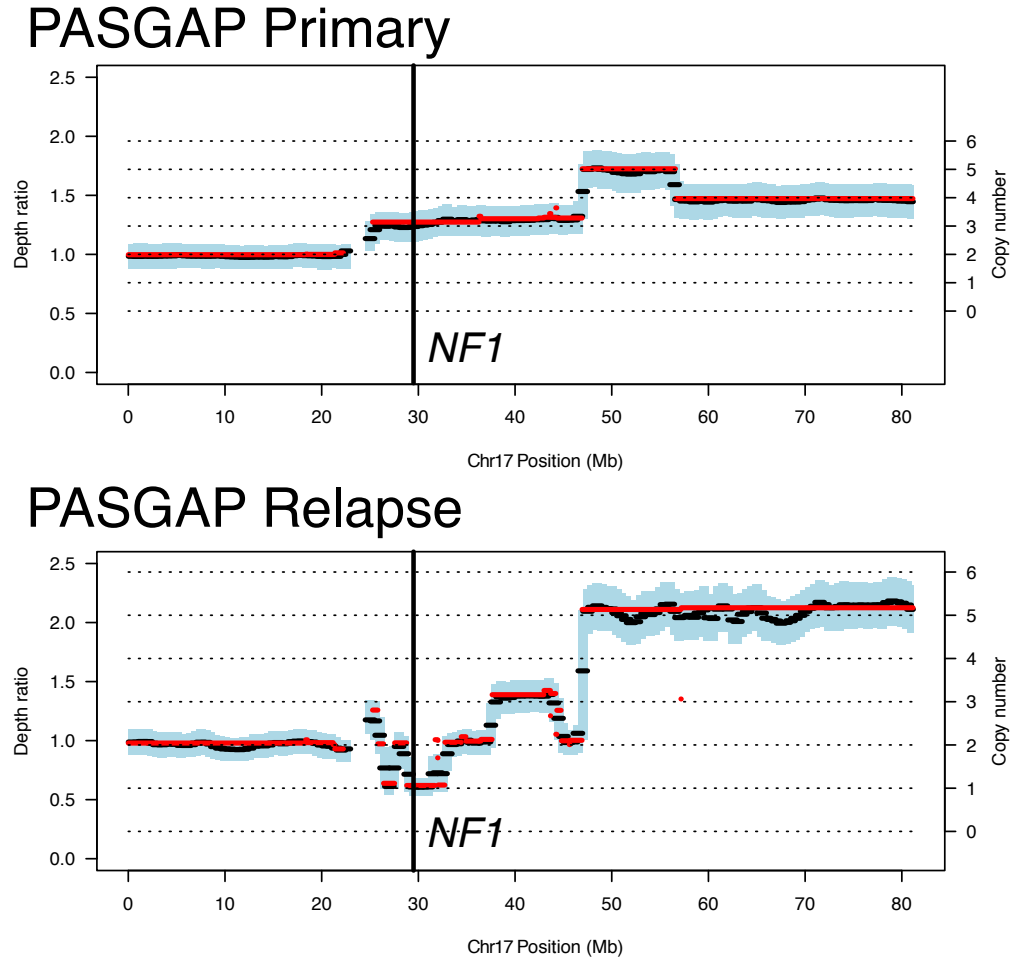 PASGAP Primary
2.5
2.0
1.5
1.0
0.5
0.0
Depth ratio
6
5
4
3
2
1
0
Copy number
NF1
0 10 20 30 40 50 60 70 80
Chr17 Position (Mb)
PASGAP Relapse
2.5
2.0
1.5
1.0
0.5
0.0
Depth ratio
6
5
4
3
2
1
0
Copy number
NF1
0 10 20 30 40 50 60 70 80
Chr17 Position (Mb)